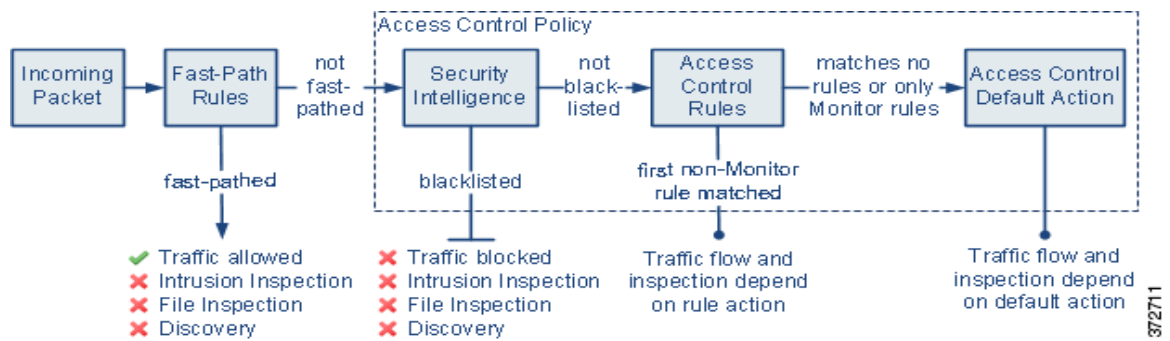 Access Control Policy
Incoming
Packet
Fast-Path
Rules
not
fast-
pathed
Security
Intelligence
not
black-
listed
Access
Control
Rules
matches no
rules or only
Monitor rules
Access Control
Default Action
fast-pathed
blacklisted
first non-Monitor
rule matched
Traffic allowed
Intrusion Inspection
File Inspection
Discovery
Traffic blocked
Intrusion Inspection
File Inspection
Discovery
Traffic flow and
inspection depend
on rule action
Traffic flow and
inspection depend
on default action
372711